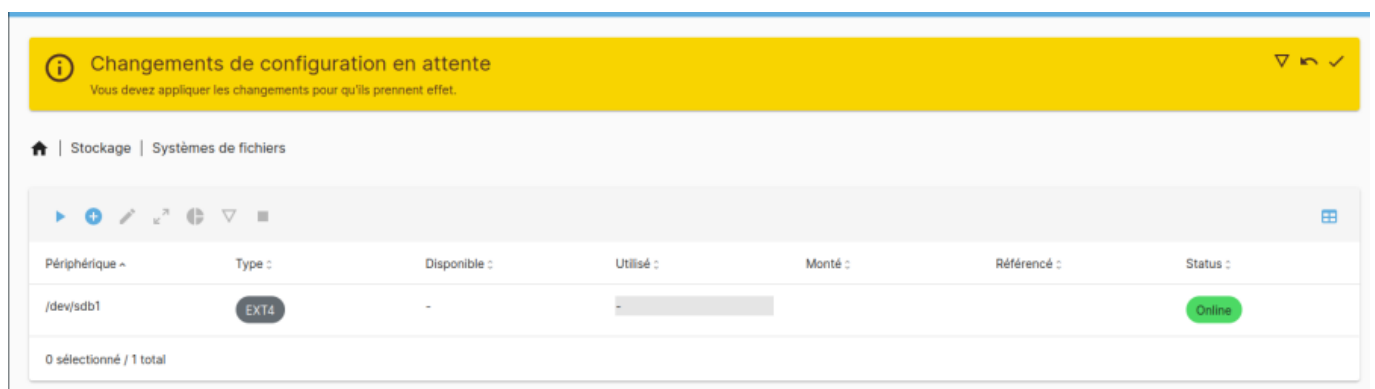 Changements de configuration en attente
Vous devez appliquer les changements pour qu'ils prennent effet.
| Stockage | Systèmes de fichiers
Périphérique Type Disponible Utilisé Monté Référencé Status
/dev/sdb1 EXT4 - - Online
0 sélectionné / 1 total